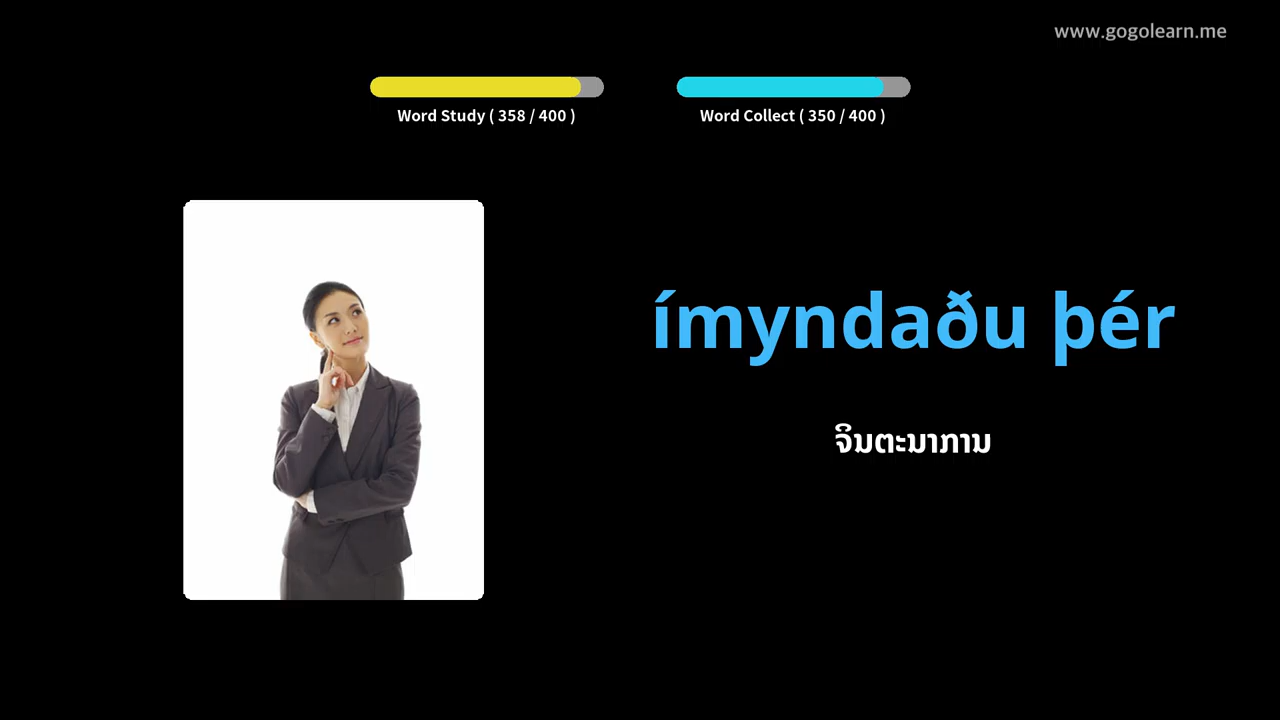 www.gogolearn.me
Word Study ( 358 / 400 )
Word Collect ( 350 / 400 )
ímyndaðu þér
ຈິນຕະນາການ